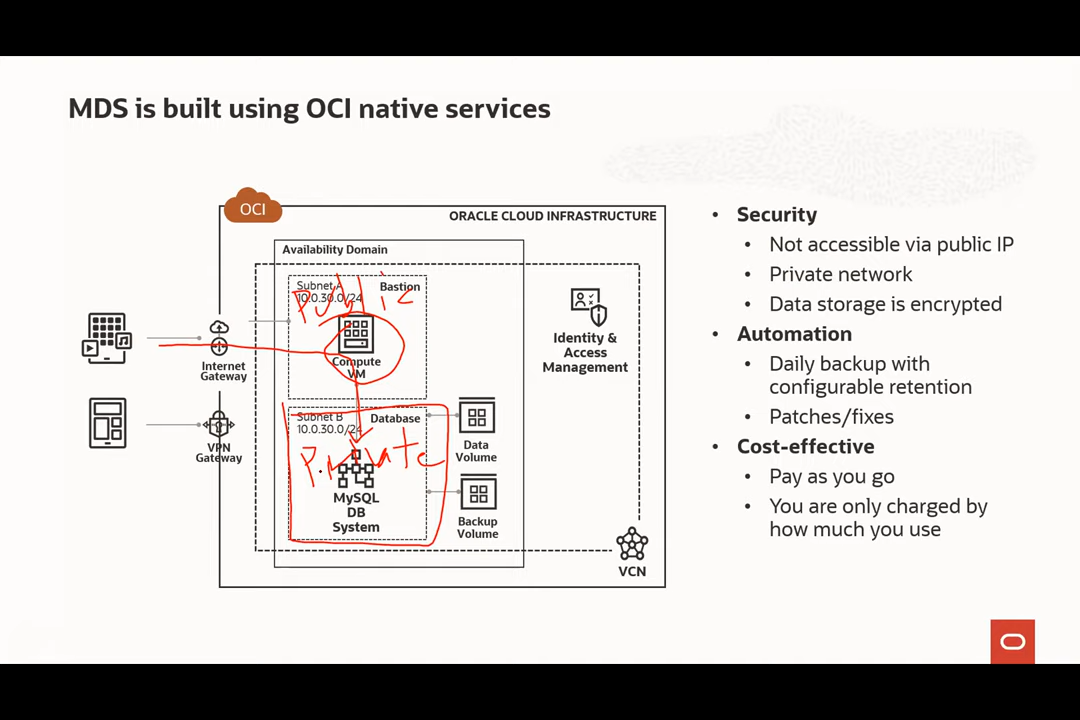 MDS is built using OCI native services
OCI
ORACLE CLOUD INFRASTRUCTURE
Availability Domain
Subnet A
10.0.30.0/24
Bastion
Public
Compute
VM
Internet
Gateway
VPN
Gateway
Subnet B
10.0.30.0/24
Database
Private
MySQL
DB
System
Data
Volume
Backup
Volume
Identity &
Access
Management
VCN
• Security
• Not accessible via public IP
• Private network
• Data storage is encrypted
• Automation
• Daily backup with
configurable retention
• Patches/fixes
• Cost-effective
• Pay as you go
• You are only charged by
how much you use